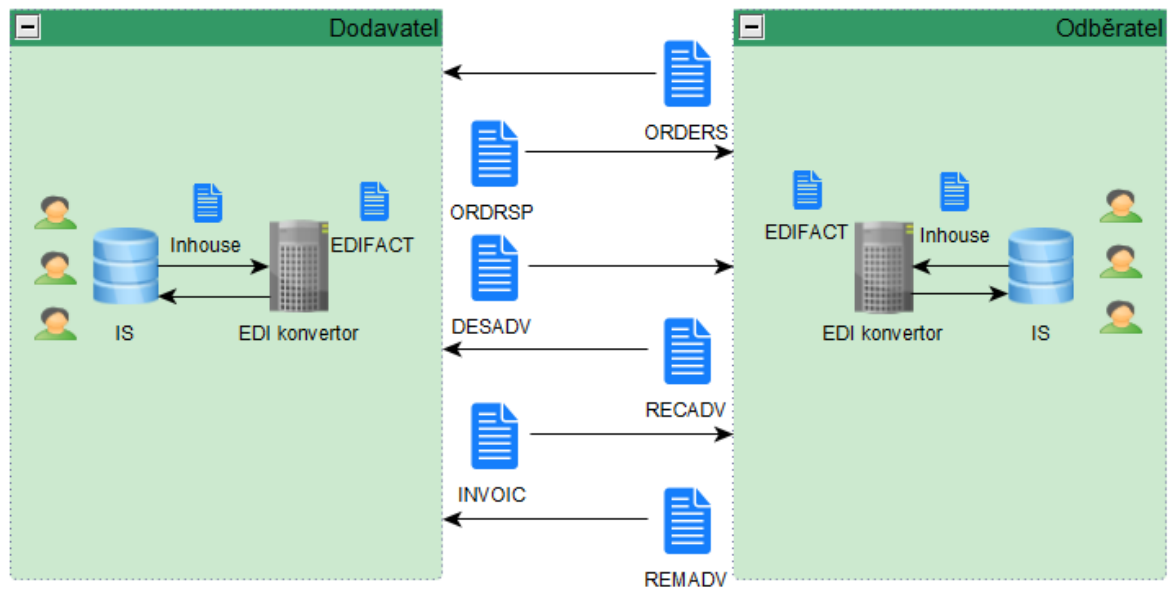 Dodavatel
Odběratel
ORDERS
ORDRSP
Inhouse
EDIFACT
EDIFACT
Inhouse
IS
EDI konvertor
DESADV
EDI konvertor
IS
RECADV
INVOIC
REMADV